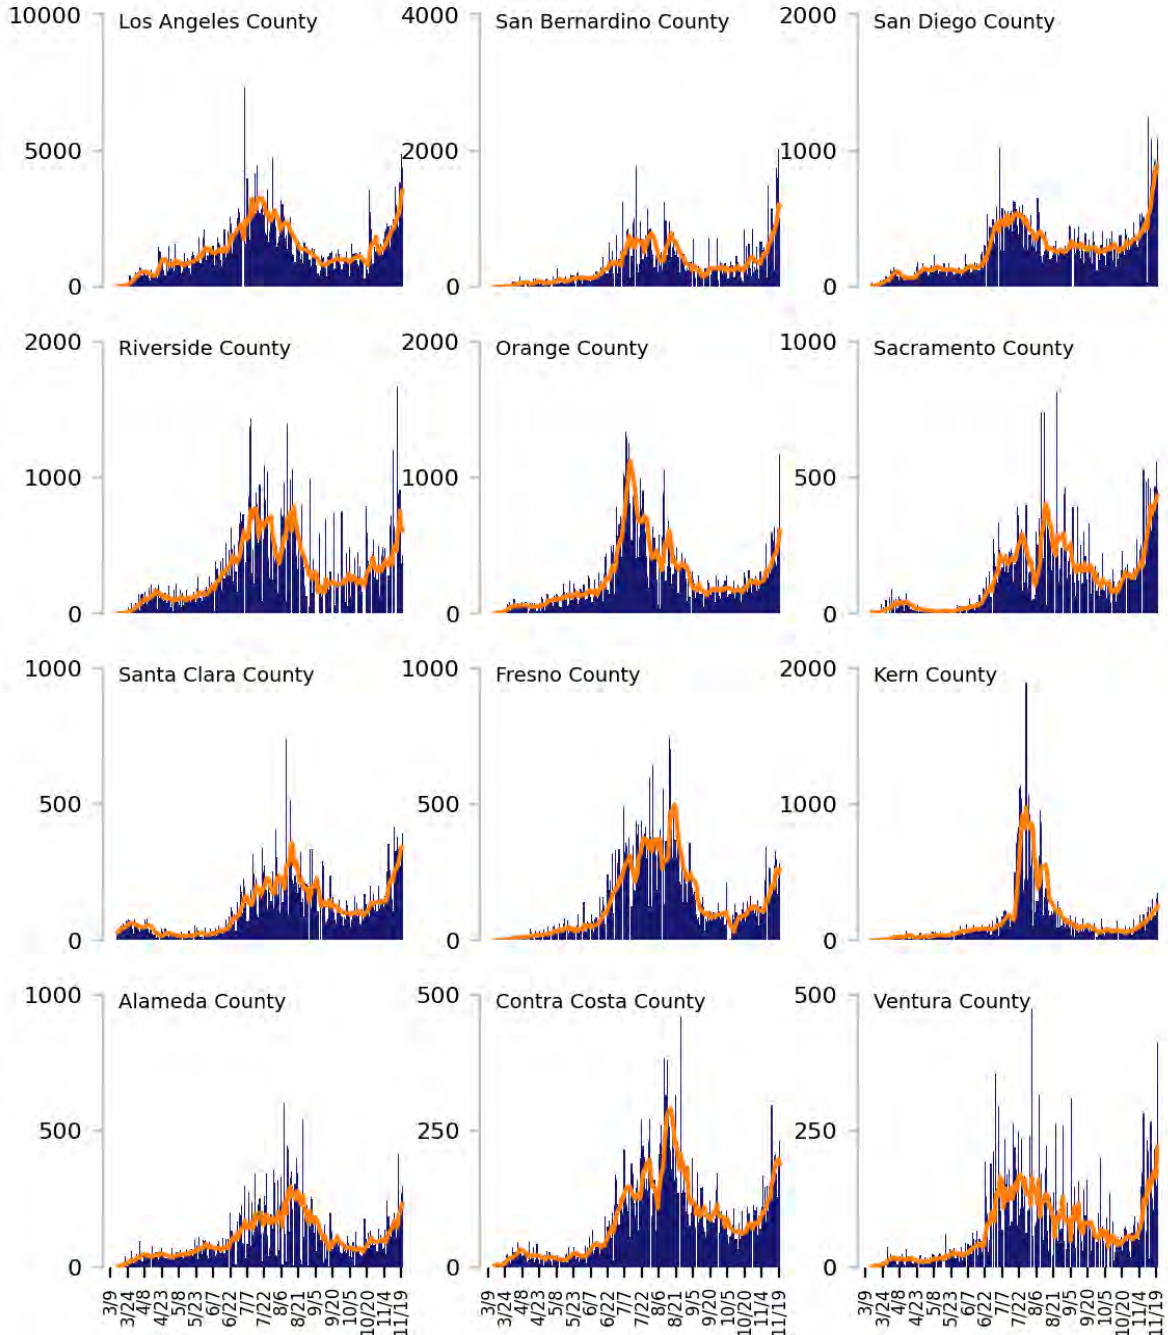 10000
Los Angeles County
5000
0
4000
San Bernardino County
2000
0
2000
San Diego County
1000
0
2000
Riverside County
1000
0
2000
Orange County
1000
0
1000
Sacramento County
500
0
1000
Santa Clara County
500
0
1000
Fresno County
500
0
2000
Kern County
1000
0
1000
Alameda County
500
0
500
Contra Costa County
250
0
500
Ventura County
250
0
3/9 3/24 4/8 4/23 5/8 5/23 6/7 6/22 7/7 7/22 8/6 8/21 9/5 9/20 10/5 10/20 11/4 11/19
3/9 3/24 4/8 4/23 5/8 5/23 6/7 6/22 7/7 7/22 8/6 8/21 9/5 9/20 10/5 10/20 11/4 11/19
3/9 3/24 4/8 4/23 5/8 5/23 6/7 6/22 7/7 7/22 8/6 8/21 9/5 9/20 10/5 10/20 11/4 11/19